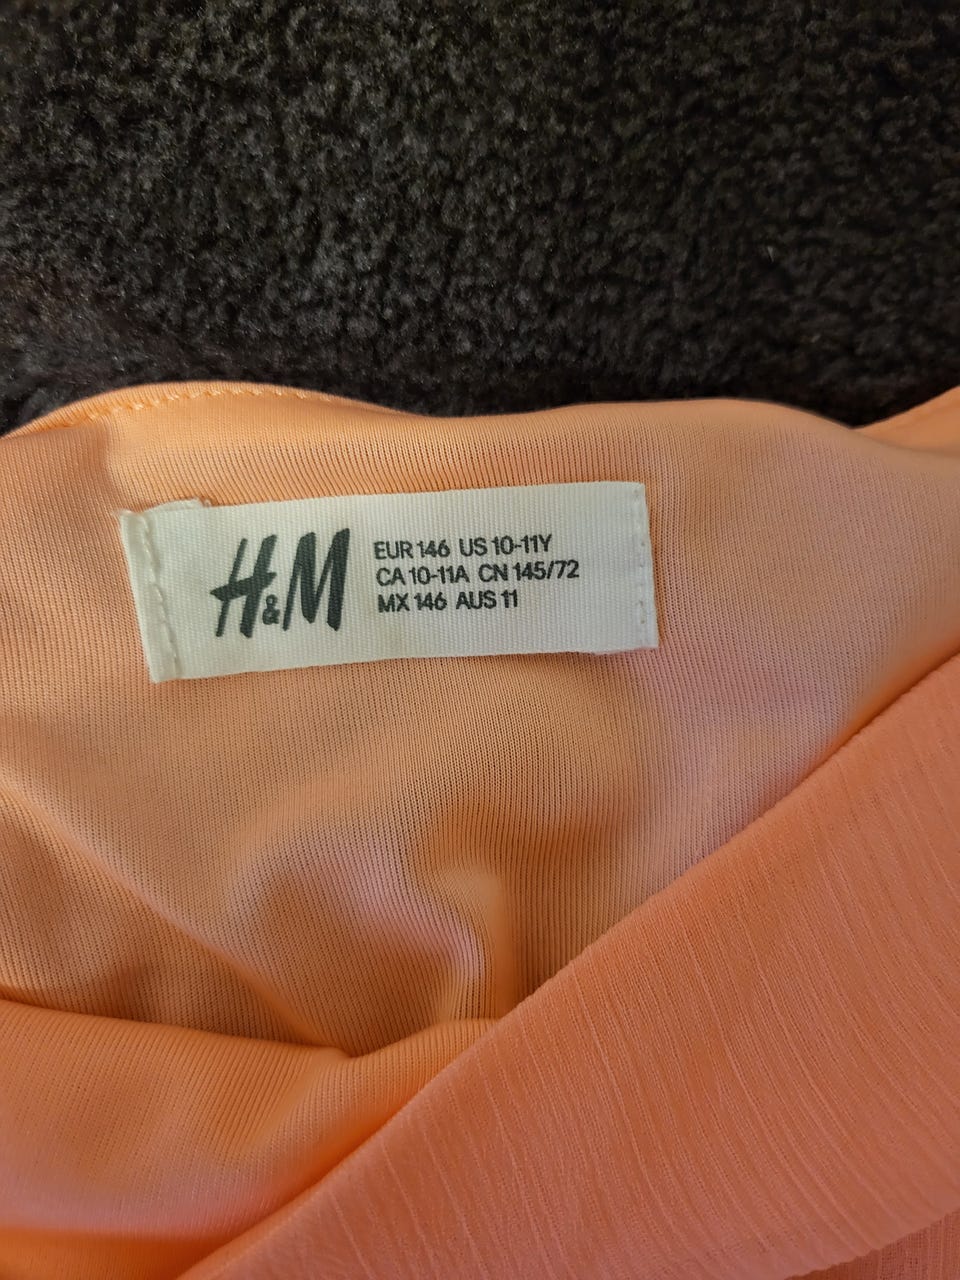 H&M
EUR 146 US 10-11Y
CA 10-11A CN 145/72
MX 146 AUS 11